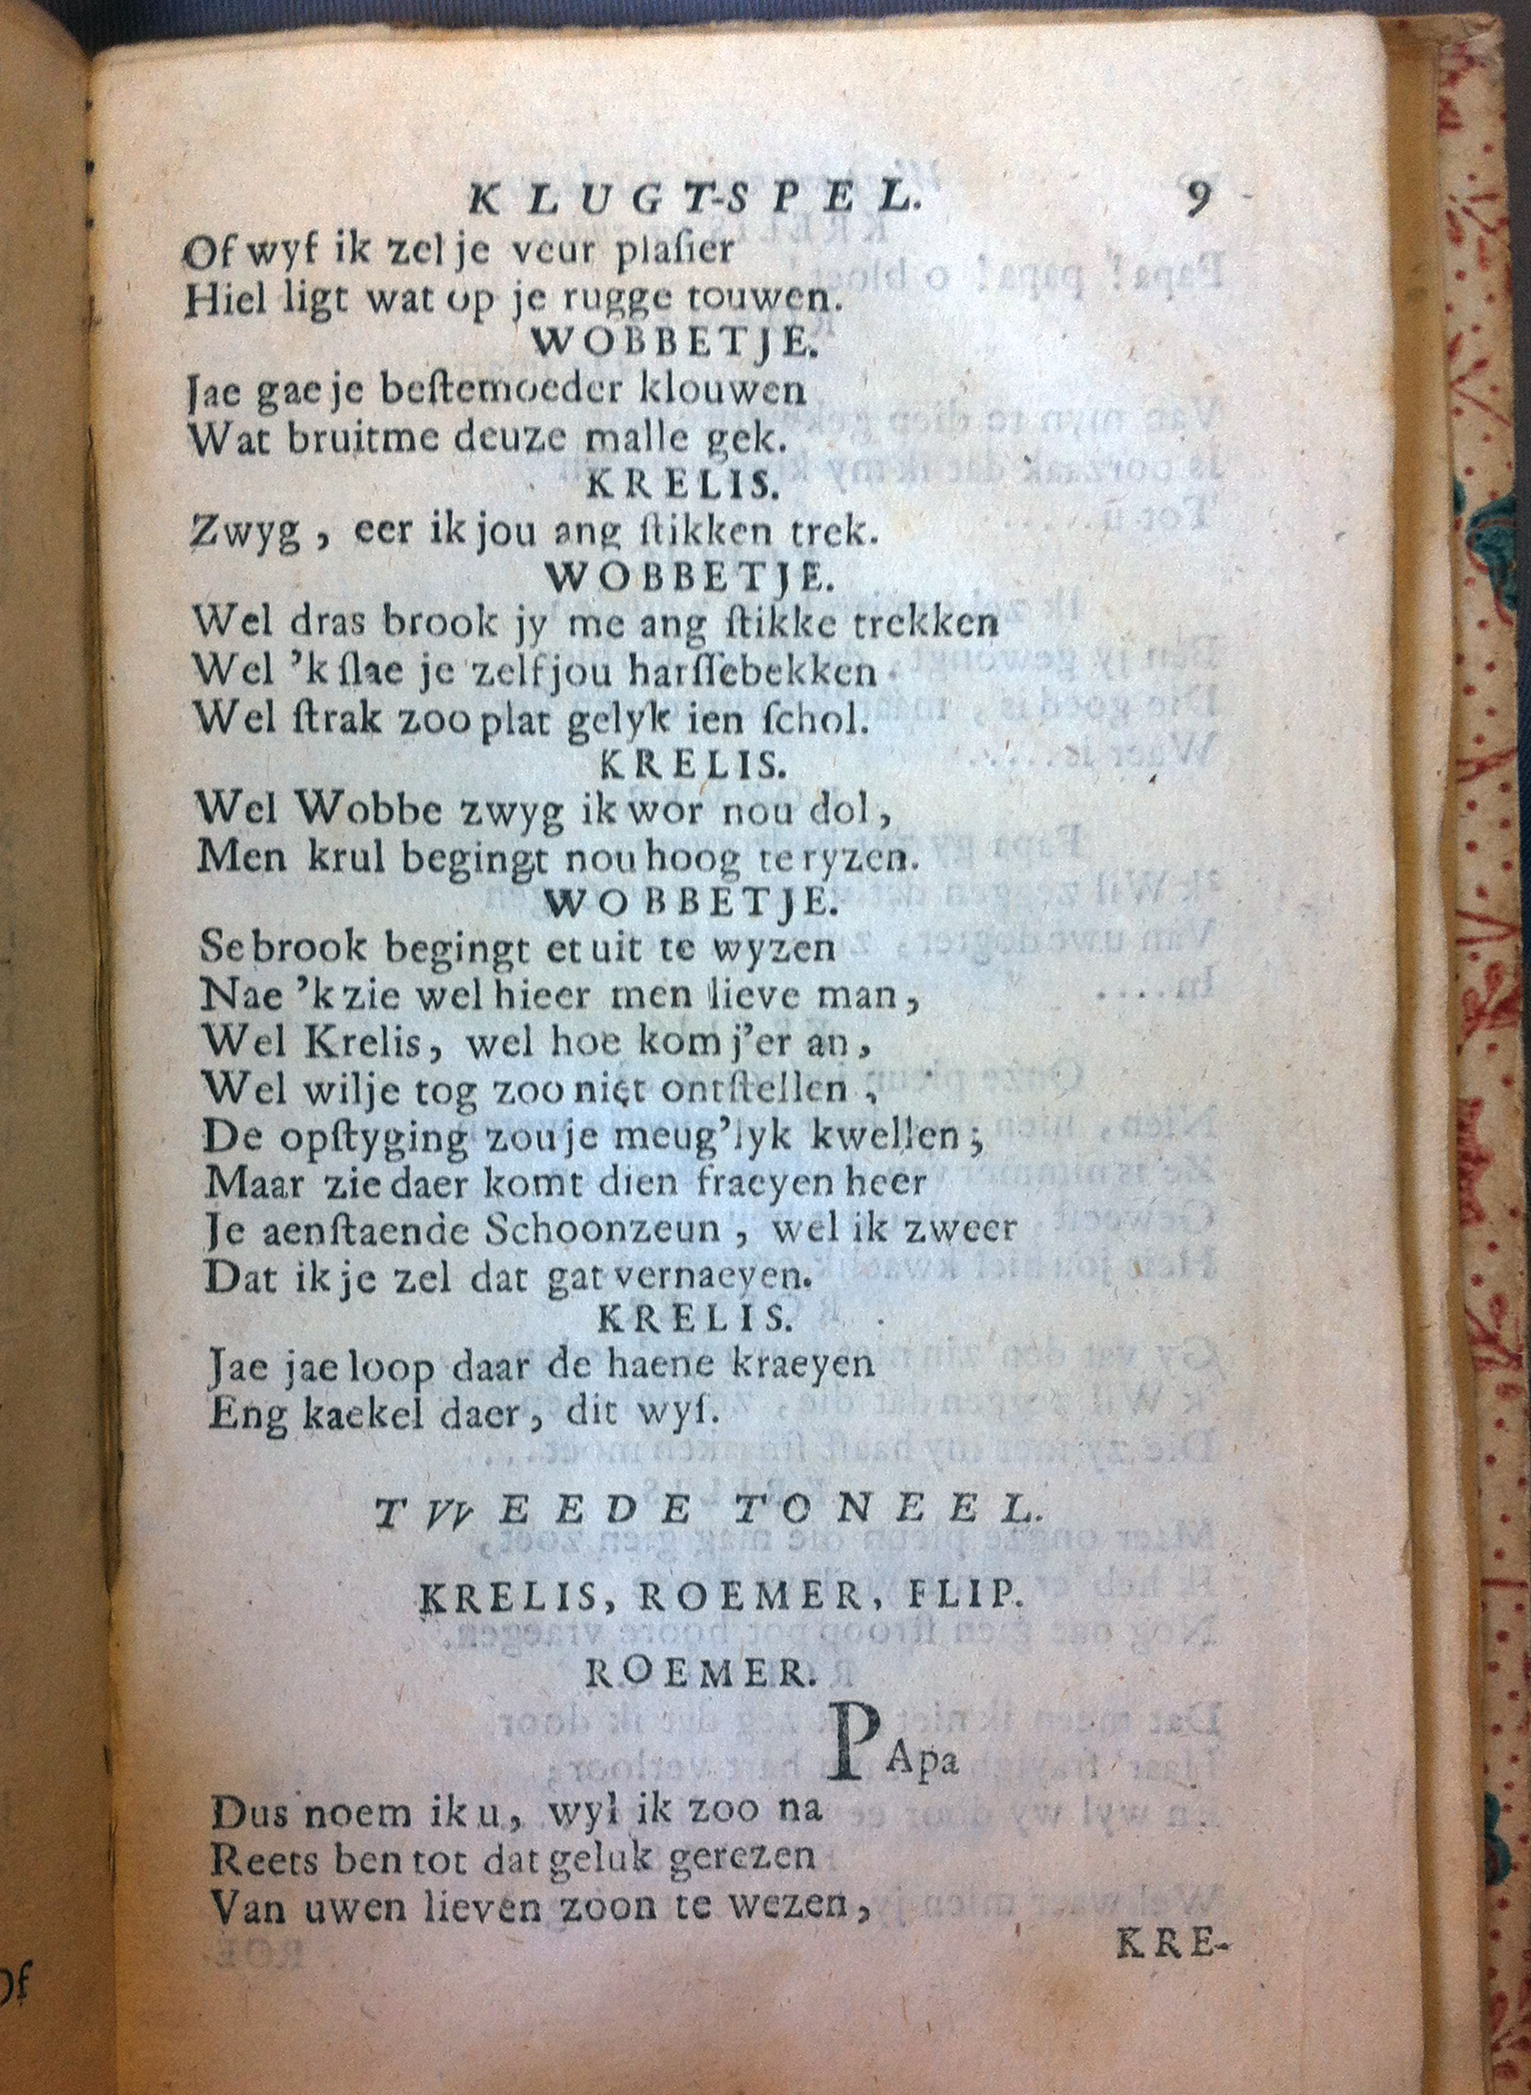 KLUGT-SPEL. 9
Of wyf ik zel je veur plaſier
Hiel ligt wat op je rugge touwen.
WOBBETJE.
Jae gae je beſtemoeder klouwen
Wat bruitme deuze malle gek.
KRELIS.
Zwyg, eer ik jou ang ſtikken trek.
WOBBETJE.
Wel dras brook jy me ang ſtikke trekken
Wel 'k ſlae je zelf jou harſſebekken
Wel ſtrak zoo plat gelyk ien ſchol.
KRELIS.
Wel Wobbe zwyg ik wor nou dol,
Men krul begingt nou hoog te ryzen.
WOBBETJE.
Se brook begingt et uit te wyzen
Nae 'k zie wel hieer men lieve man,
Wel Krelis, wel hoe kom j'er an,
Wel wilje tog zoo niet ontſtellen,
De opſtyging zou je meug'lyk kwellen;
Maar zie daer komt dien fraeyen heer
Je aenſtaende Schoonzeun, wel ik zweer
Dat ik je zel dat gat vernaeyen.
KRELIS.
Jae jae loop daar de haene kraeyen
Eng kaekel daer, dit wyf.
TWEEDE TONEEL.
KRELIS, ROEMER, FLIP.
ROEMER.
PApa
Dus noem ik u, wyl ik zoo na
Reets ben tot dat geluk gerezen
Van uwen lieven zoon te wezen,
KRE-
Of